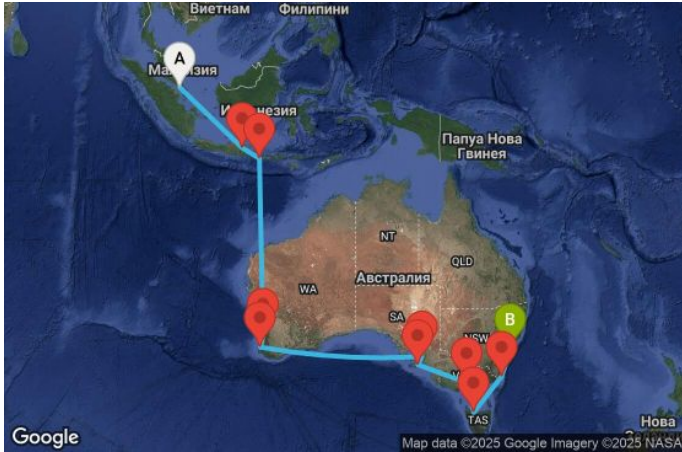 Виетнам
Филипини
A
Индонезия
Папуа Нова
Гвинея
NT
QLD
WA
Австралия
SA
B
NSW
TAS
Нова
Google
Map data ©2025 Google Imagery ©2025 NASA